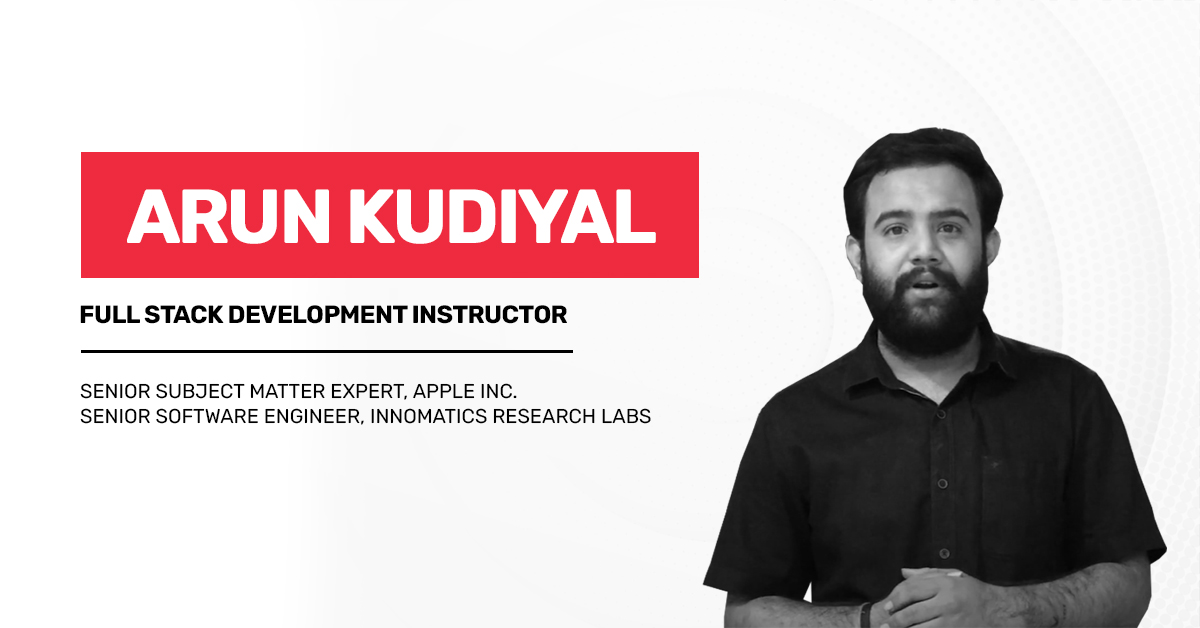 ARUN KUDIYAL
FULL STACK DEVELOPMENT INSTRUCTOR
SENIOR SUBJECT MATTER EXPERT, APPLE INC.
SENIOR SOFTWARE ENGINEER, INNOMATICS RESEARCH LABS